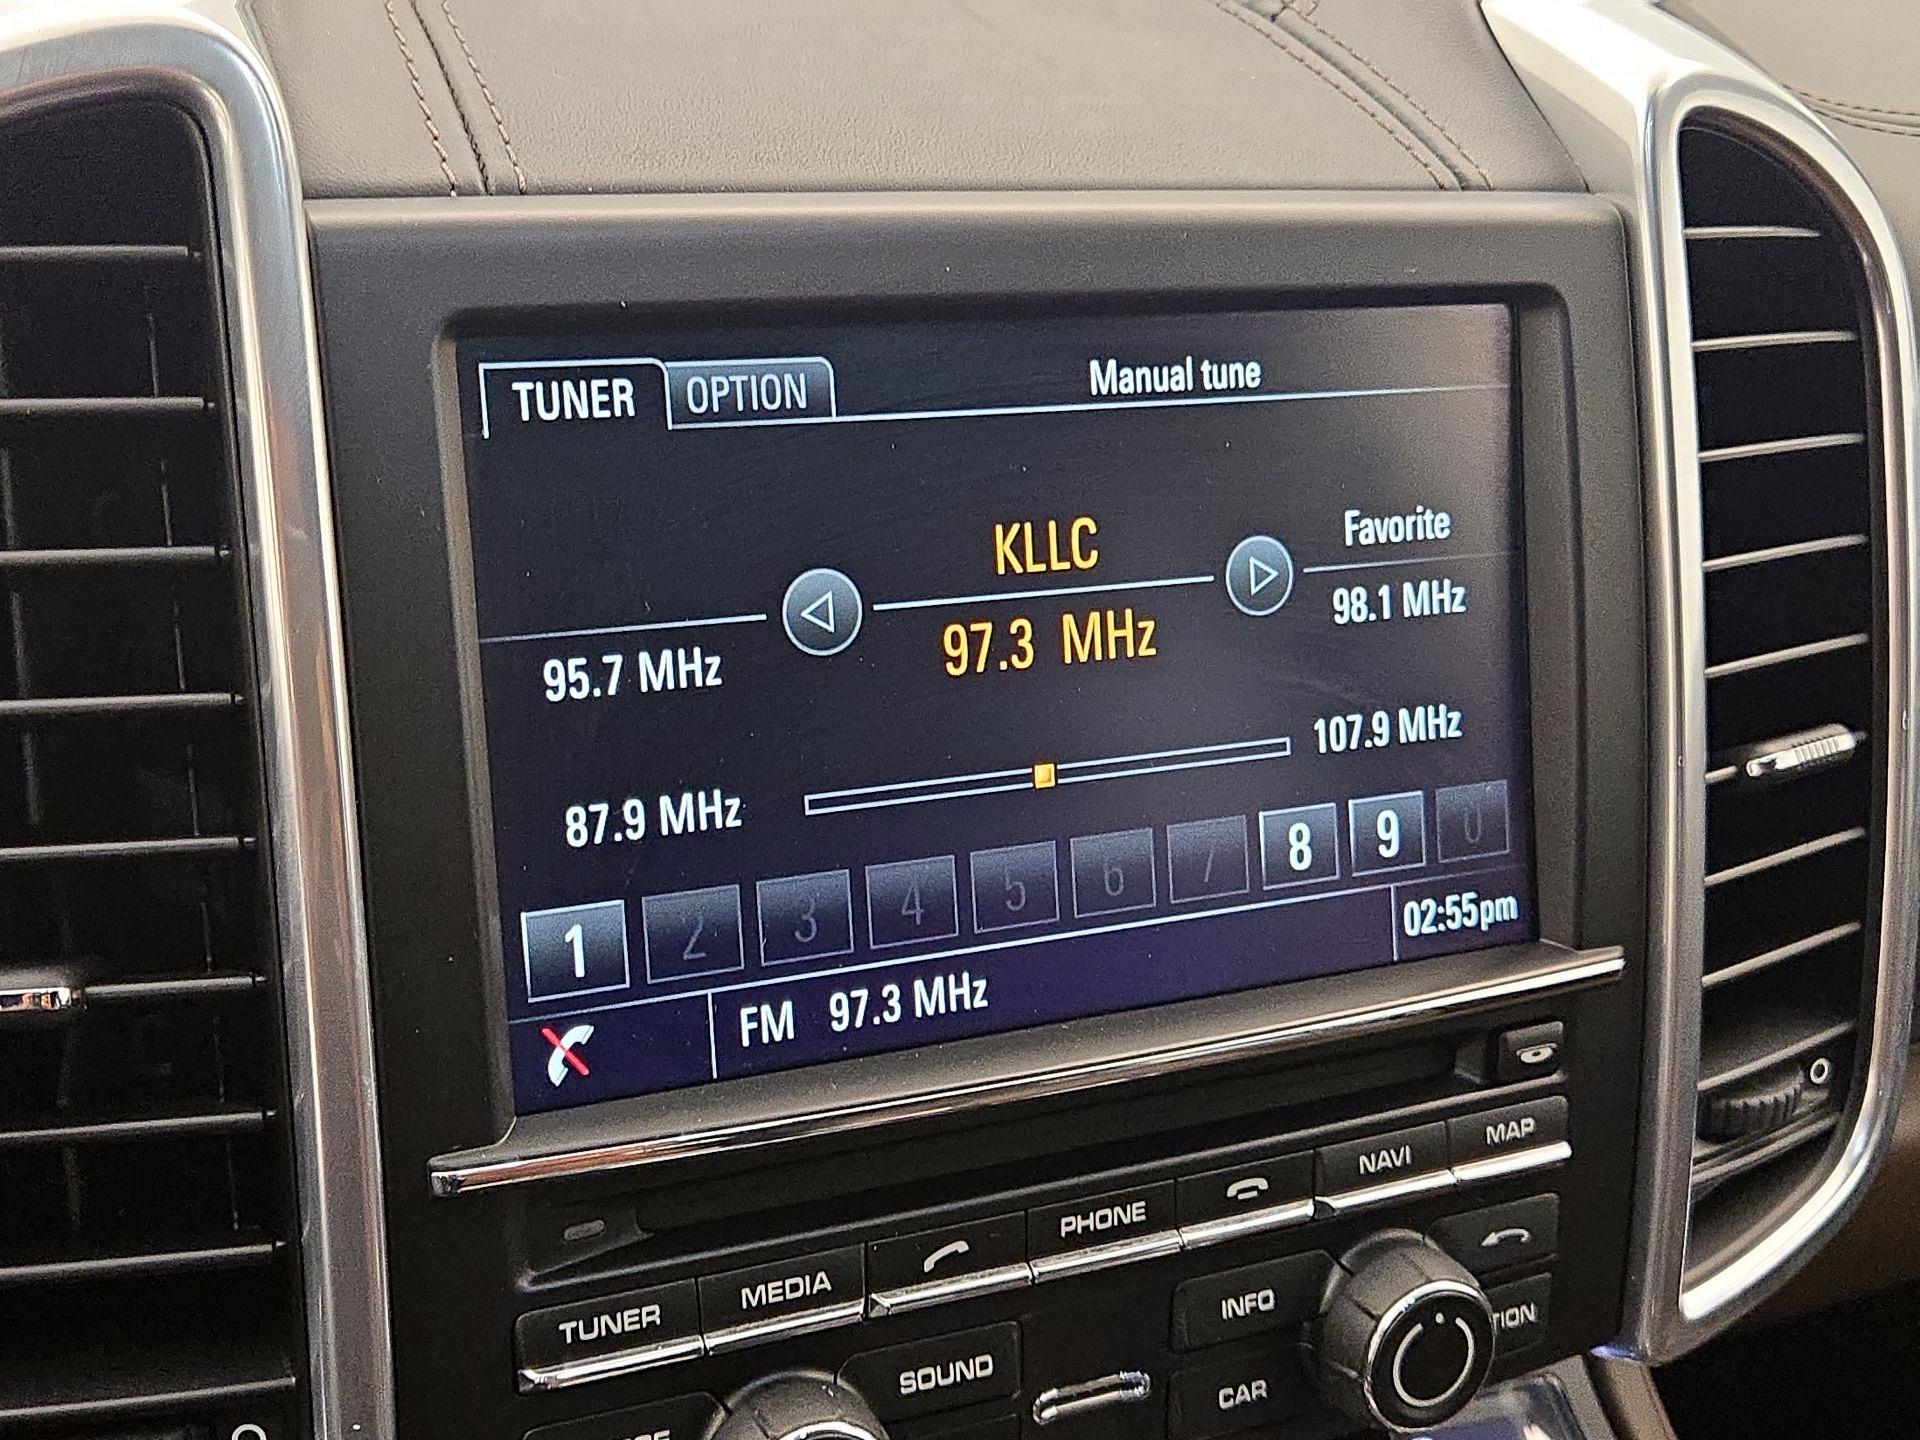 TUNER OPTION Manual tune
KLLC Favorite
95.7 MHz 97.3 MHz 98.1 MHz
87.9 MHz 107.9 MHz
1 2 3 4 5 6 7 8 9 0
FM 97.3 MHz 02:55pm
TUNER MEDIA PHONE NAVI MAP
SOUND INFO TION
CAR